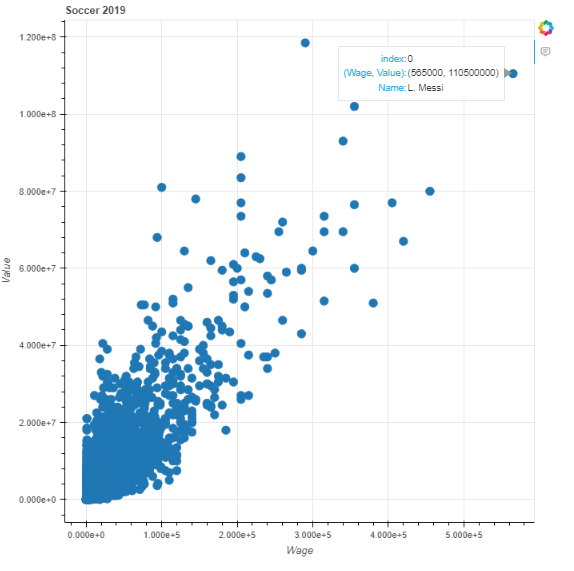 Soccer 2019
1.200e+8
index: 0
(Wage, Value): (565000, 110500000)
Name: L. Messi
1.000e+8
8.000e+7
6.000e+7
4.000e+7
2.000e+7
0.000e+0
Value
0.000e+0 1.000e+5 2.000e+5 3.000e+5 4.000e+5 5.000e+5
Wage